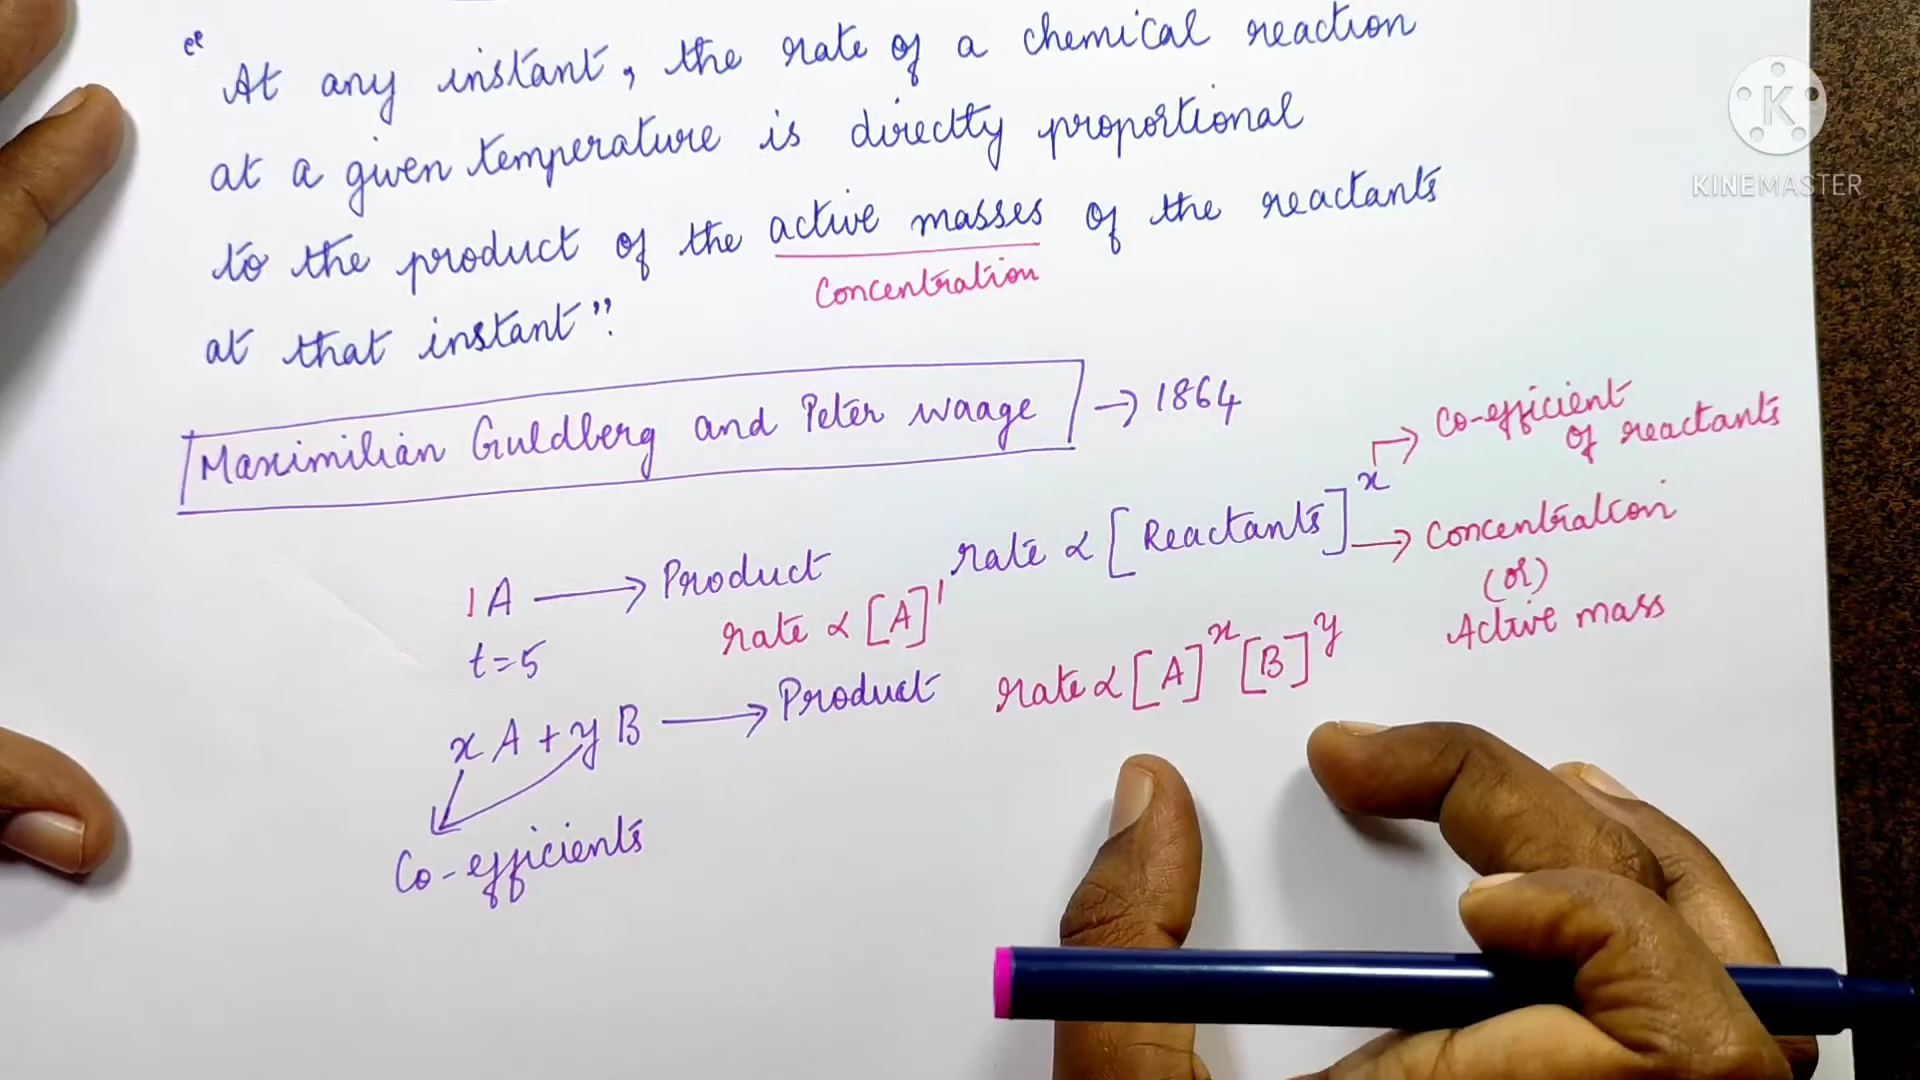 “At any instant, the rate of a chemical reaction
at a given temperature is directly proportional
to the product of the active masses of the reactants
Concentration
at that instant”.
Maximilian Guldberg and Peter waage → 1864
Co-efficient
of reactants
rate ∝ [Reactants]^x → Concentration
(or)
Active mass
1A ⟶ Product
rate ∝ [A]^1
t=5
xA + yB ⟶ Product rate ∝ [A]^x [B]^y
Co-efficients
K
KINEMASTER